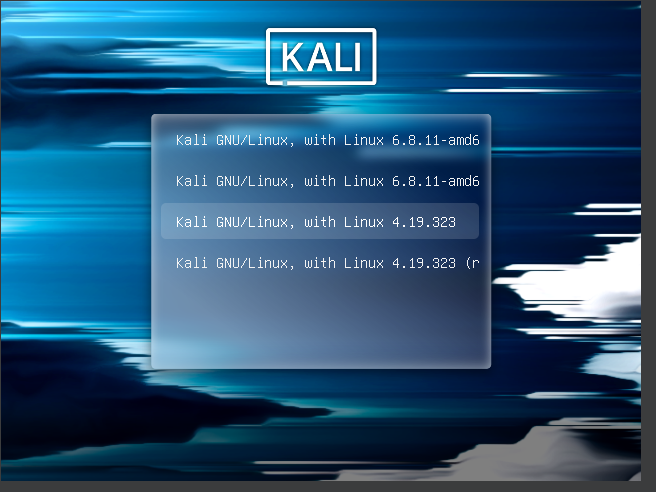 KALI
Kali GNU/Linux, with Linux 6.8.11-amd6
Kali GNU/Linux, with Linux 6.8.11-amd6
Kali GNU/Linux, with Linux 4.19.323
Kali GNU/Linux, with Linux 4.19.323 (r